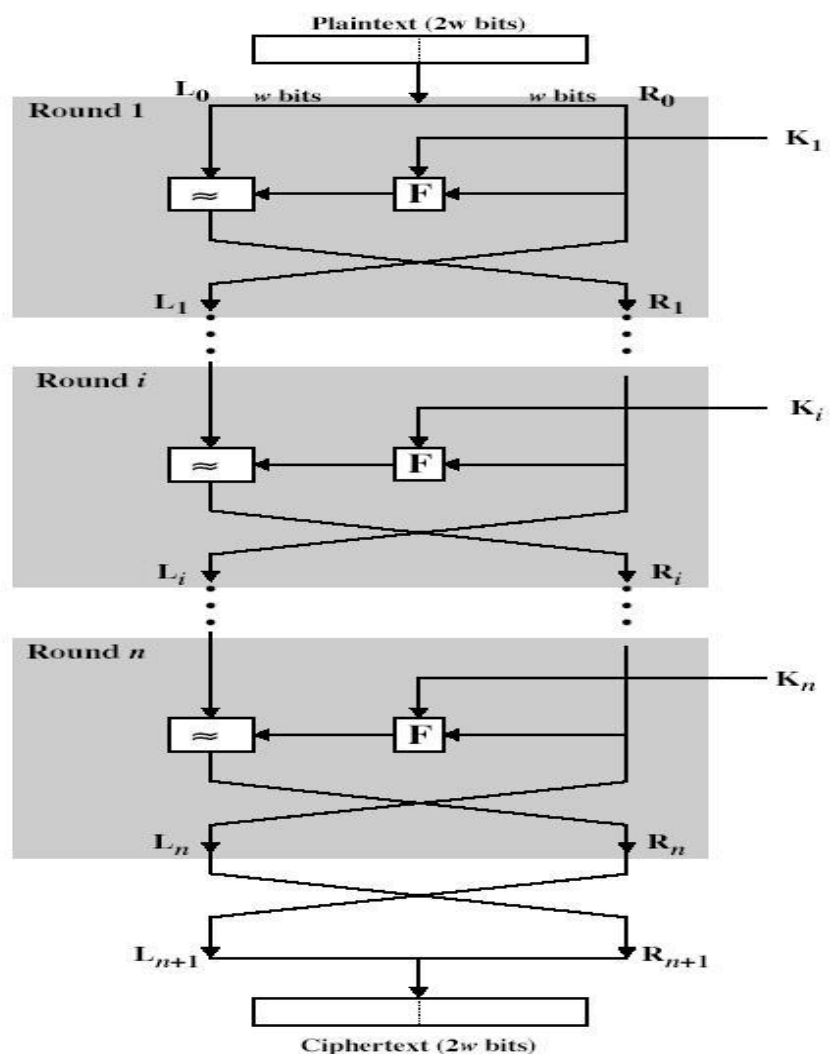 Plaintext (2w bits)
L₀ w bits w bits R₀
Round 1
K₁
≈ F
L₁ R₁
Round i
Kᵢ
≈ F
Lᵢ Rᵢ
Round n
Kₙ
≈ F
Lₙ Rₙ
Lₙ₊₁ Rₙ₊₁
Ciphertext (2w bits)